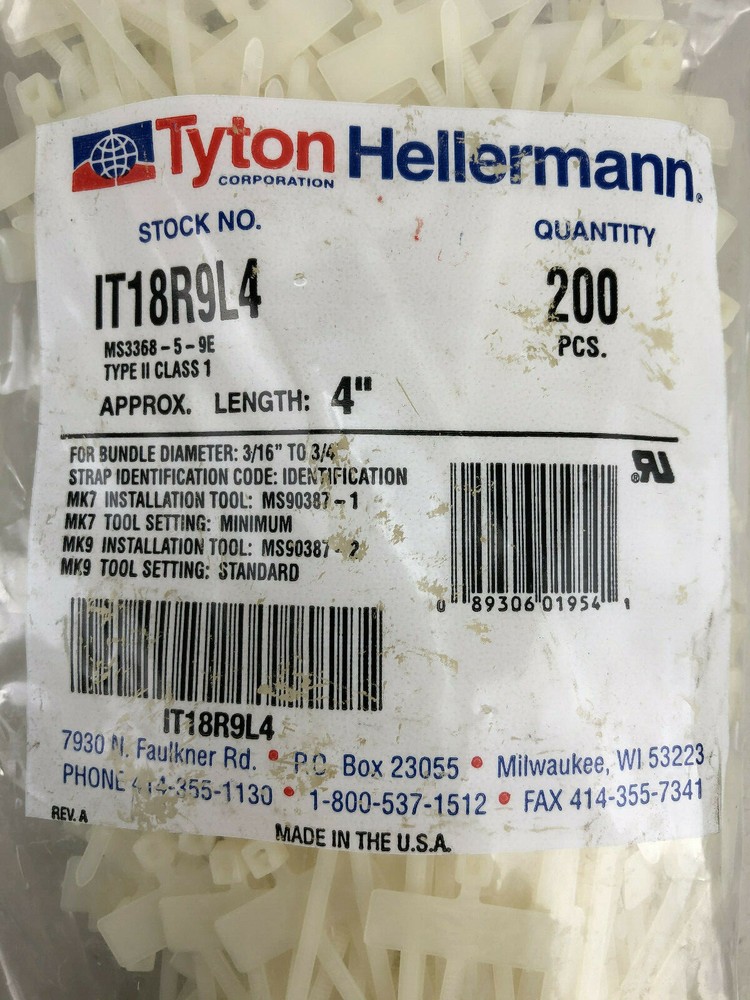 Tyton Hellermann®
CORPORATION
STOCK NO. QUANTITY
IT18R9L4 200
MS3368-5-9E PCS.
TYPE II CLASS 1
APPROX. LENGTH: 4"
FOR BUNDLE DIAMETER: 3/16" TO 3/4
STRAP IDENTIFICATION CODE: IDENTIFICATION
MK7 INSTALLATION TOOL: MS90387-1
MK7 TOOL SETTING: MINIMUM
MK9 INSTALLATION TOOL: MS90387-2
MK9 TOOL SETTING: STANDARD
®RU
0 89306 01954 1
IT18R9L4
7930 N. Faulkner Rd. • P.O. Box 23055 • Milwaukee, WI 53223
PHONE 414-355-1130 • 1-800-537-1512 • FAX 414-355-7341
REV. A
MADE IN THE U.S.A.